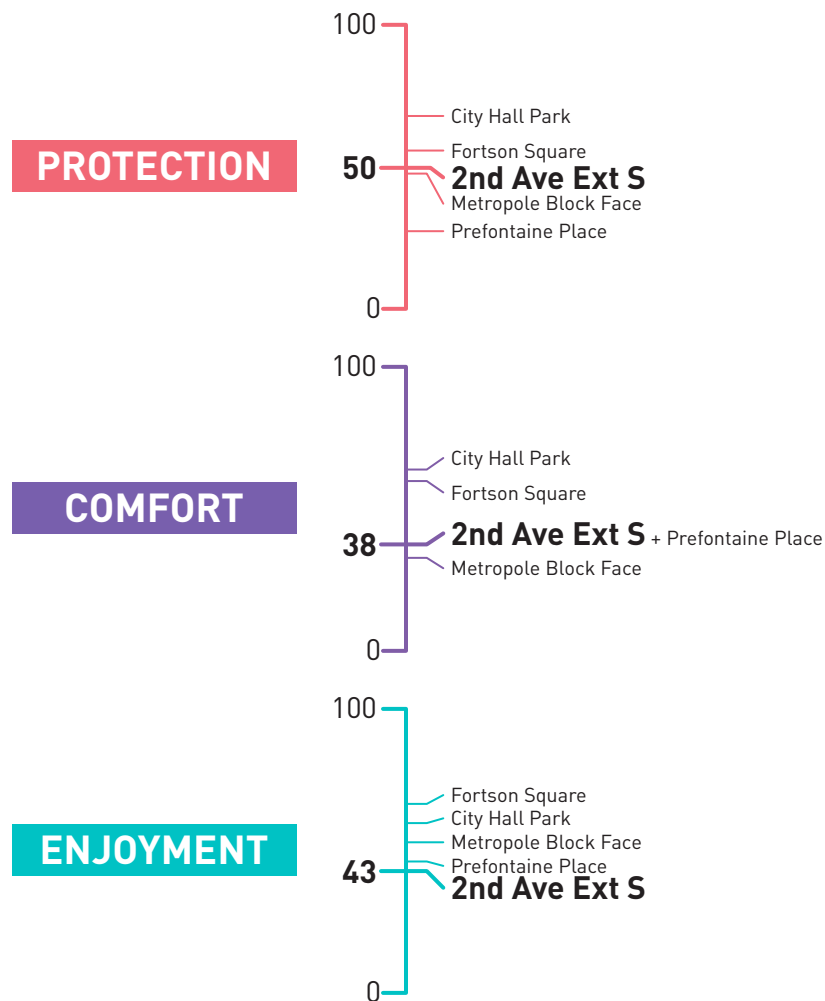 100
City Hall Park
Fortson Square
PROTECTION
50
2nd Ave Ext S
Metropole Block Face
Prefontaine Place
0
100
City Hall Park
Fortson Square
COMFORT
38
2nd Ave Ext S + Prefontaine Place
Metropole Block Face
0
100
Fortson Square
City Hall Park
Metropole Block Face
ENJOYMENT
Prefontaine Place
43
2nd Ave Ext S
0